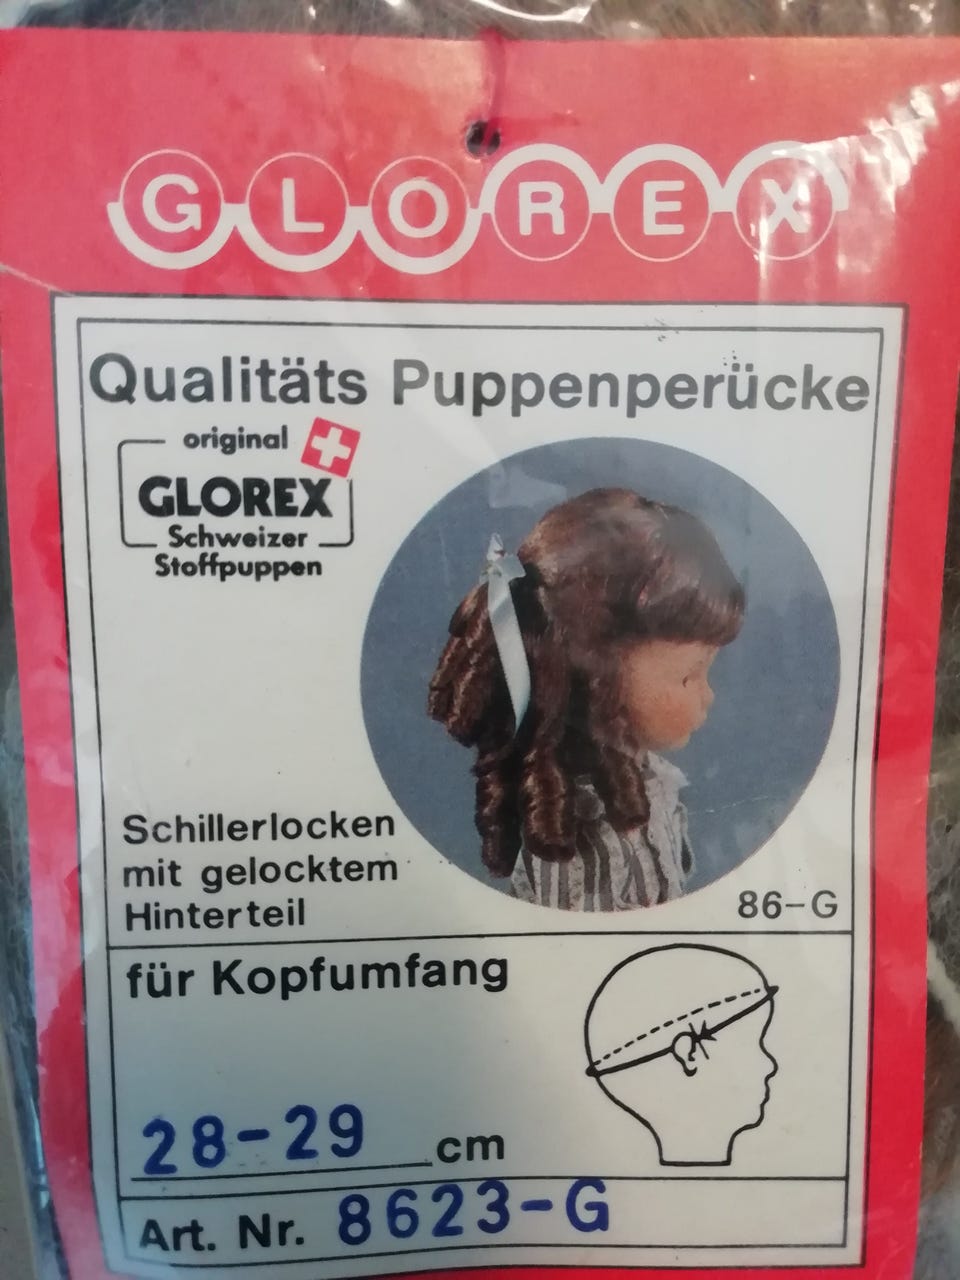 GLOREX
Qualitäts Puppenperücke
original
GLOREX
Schweizer
Stoffpuppen
Schillerlocken
mit gelocktem
Hinterteil
86-G
für Kopfumfang
28-29 cm
Art. Nr. 8623-G